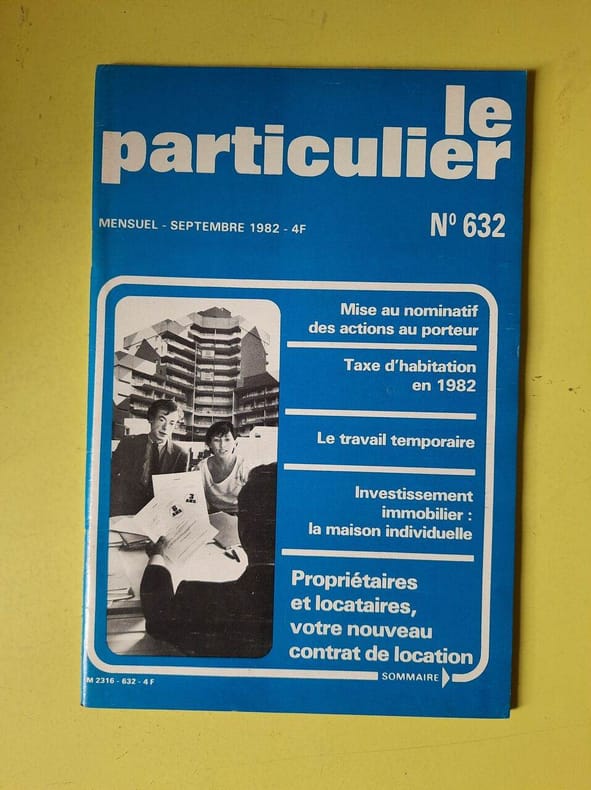 le
particulier
MENSUEL - SEPTEMBRE 1982 - 4F
Nº 632
Mise au nominatif
des actions au porteur
Taxe d'habitation
en 1982
Le travail temporaire
Investissement
immobilier :
la maison individuelle
Propriétaires
et locataires,
votre nouveau
contrat de location
SOMMAIRE
M 2316 - 632 - 4 F